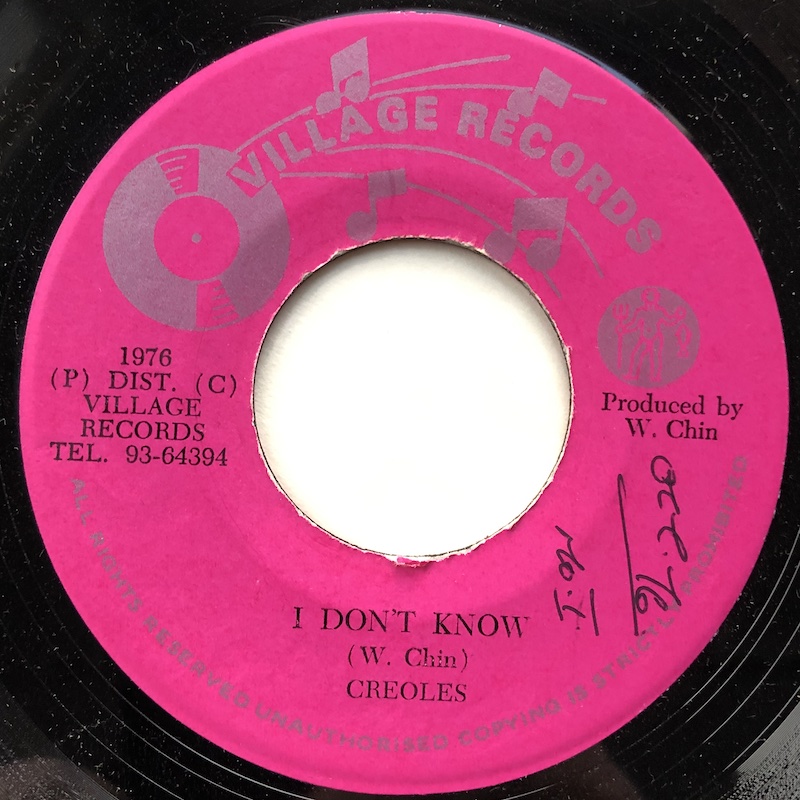 VILLAGE RECORDS
1976
(P) DIST. (C)
VILLAGE
RECORDS
TEL. 93-64394
Produced by
W. Chin
I DON'T KNOW
(W. Chin)
CREOLES
ALL RIGHTS RESERVED UNAUTHORISED COPYING IS STRICTLY PROHIBITED